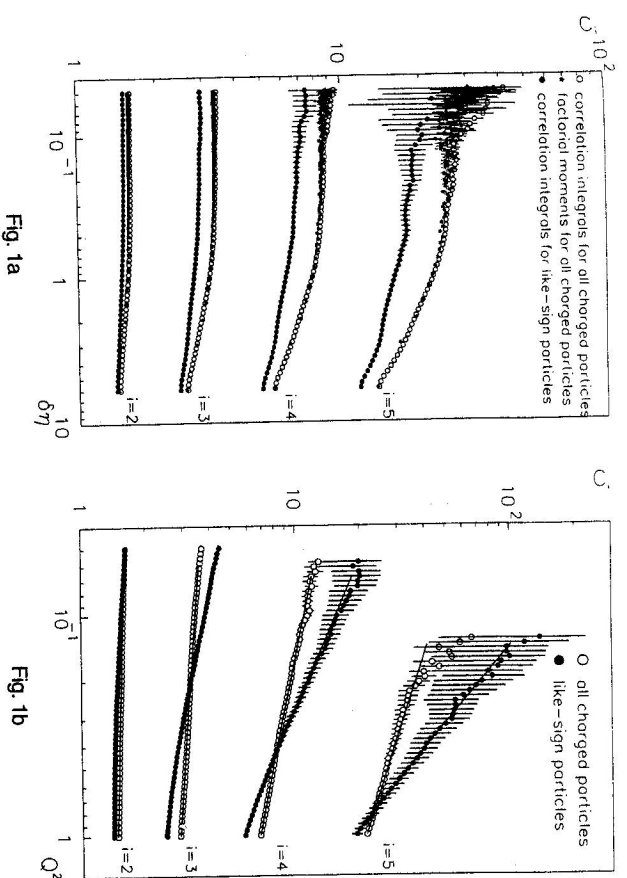 10²
10
1
○ correlation integrals for all charged particles
★ factorial moments for all charged particles
● correlation integrals for like-sign particles
i=5
i=4
i=3
i=2
10⁻¹
1
10
δη
Fig. 1a
10²
10
1
○ all charged particles
● like-sign particles
i=5
i=4
i=3
i=2
10⁻¹
1
Q²
Fig. 1b